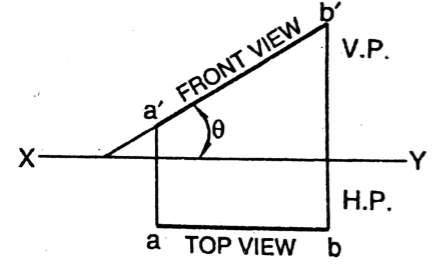 b′
V.P.
FRONT VIEW
a′
θ
X
Y
H.P.
a
TOP VIEW
b